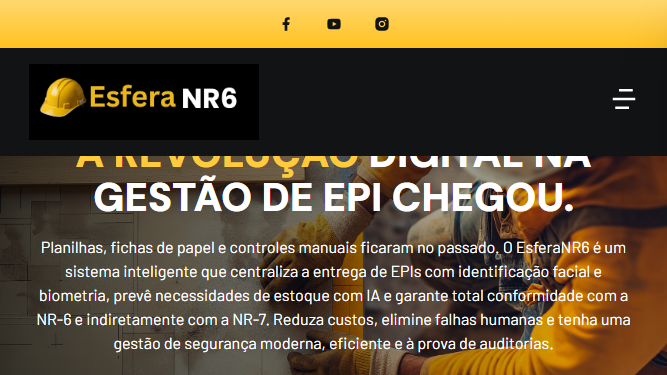 Esfera NR6
A REVOLUÇÃO DIGITAL NA
GESTÃO DE EPI CHEGOU.
Planilhas, fichas de papel e controles manuais ficaram no passado. O EsferaNR6 é um
sistema inteligente que centraliza a entrega de EPIs com identificação facial e
biometria, prevê necessidades de estoque com IA e garante total conformidade com a
NR-6 e indiretamente com a NR-7. Reduza custos, elimine falhas humanas e tenha uma
gestão de segurança moderna, eficiente e à prova de auditorias.